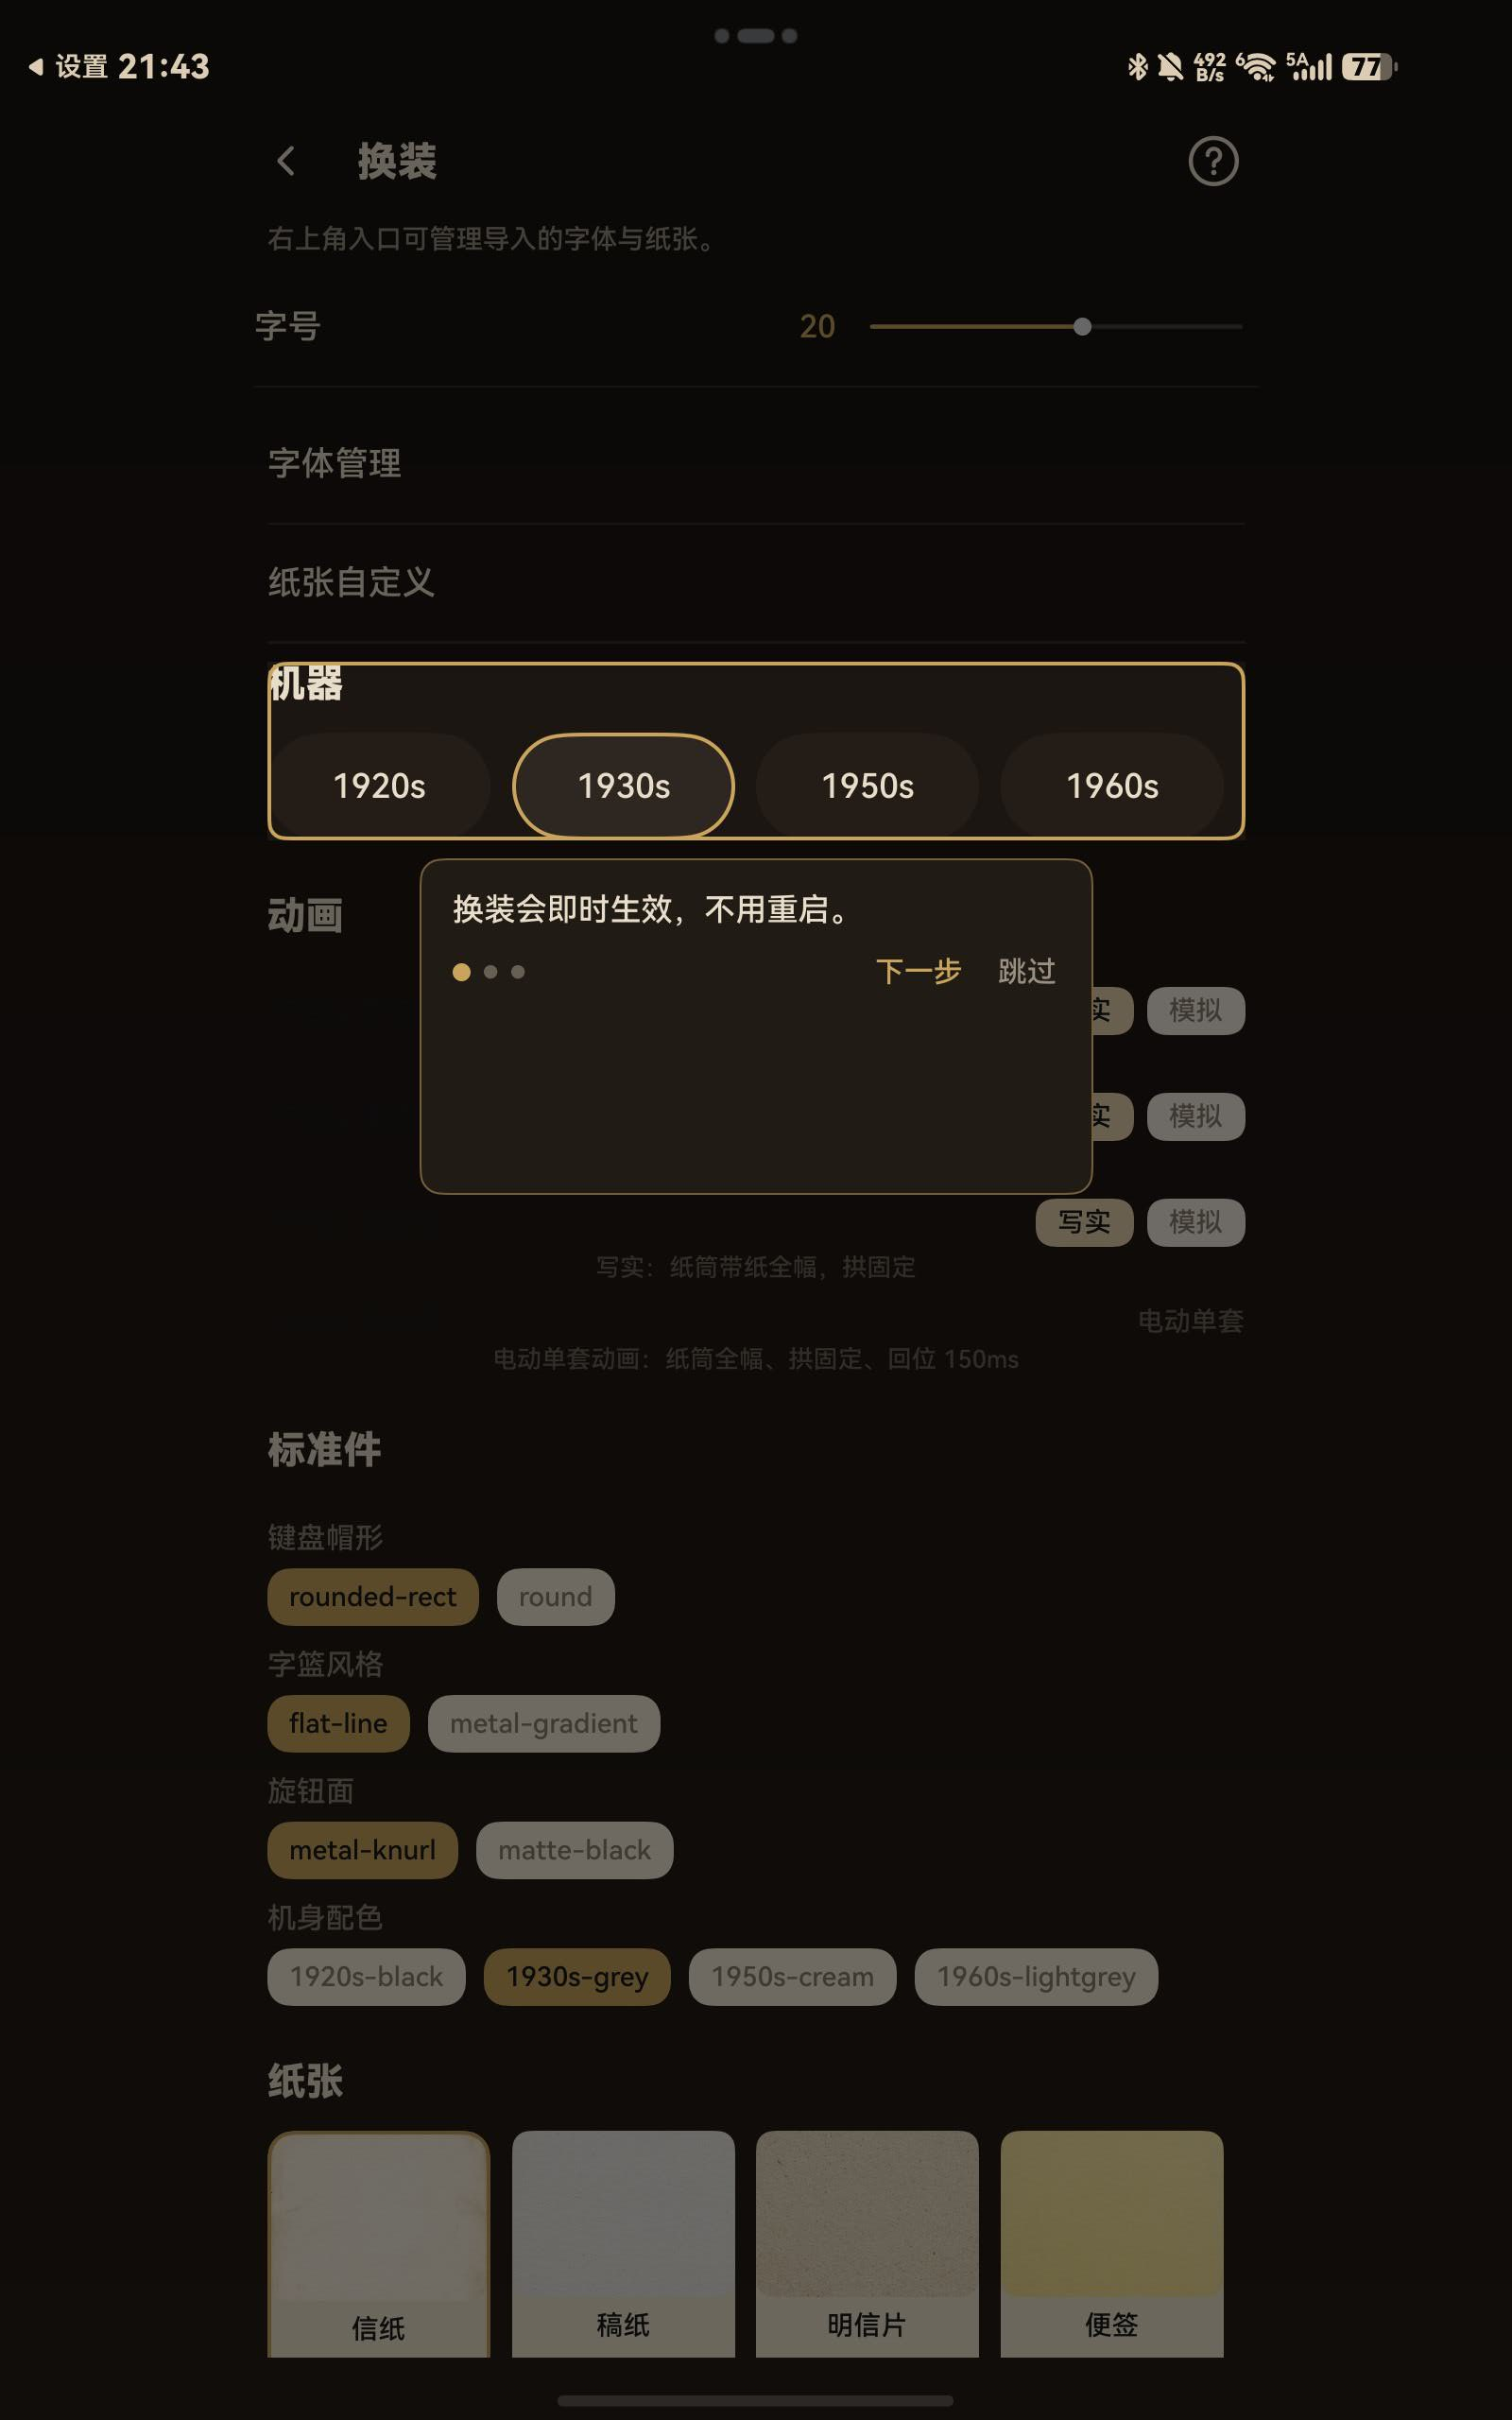 设置 21:43
492 B/s 6 5A 77
换装
右上角入口可管理导入的字体与纸张。
字号 20
字体管理
纸张自定义
机器
1920s 1930s 1950s 1960s
换装会即时生效，不用重启。
下一步 跳过
动画
实 模拟
实 模拟
写实 模拟
写实：纸筒带纸全幅，拱固定
电动单套
电动单套动画：纸筒全幅、拱固定、回位 150ms
标准件
键盘帽形
rounded-rect round
字篮风格
flat-line metal-gradient
旋钮面
metal-knurl matte-black
机身配色
1920s-black 1930s-grey 1950s-cream 1960s-lightgrey
纸张
信纸 稿纸 明信片 便签